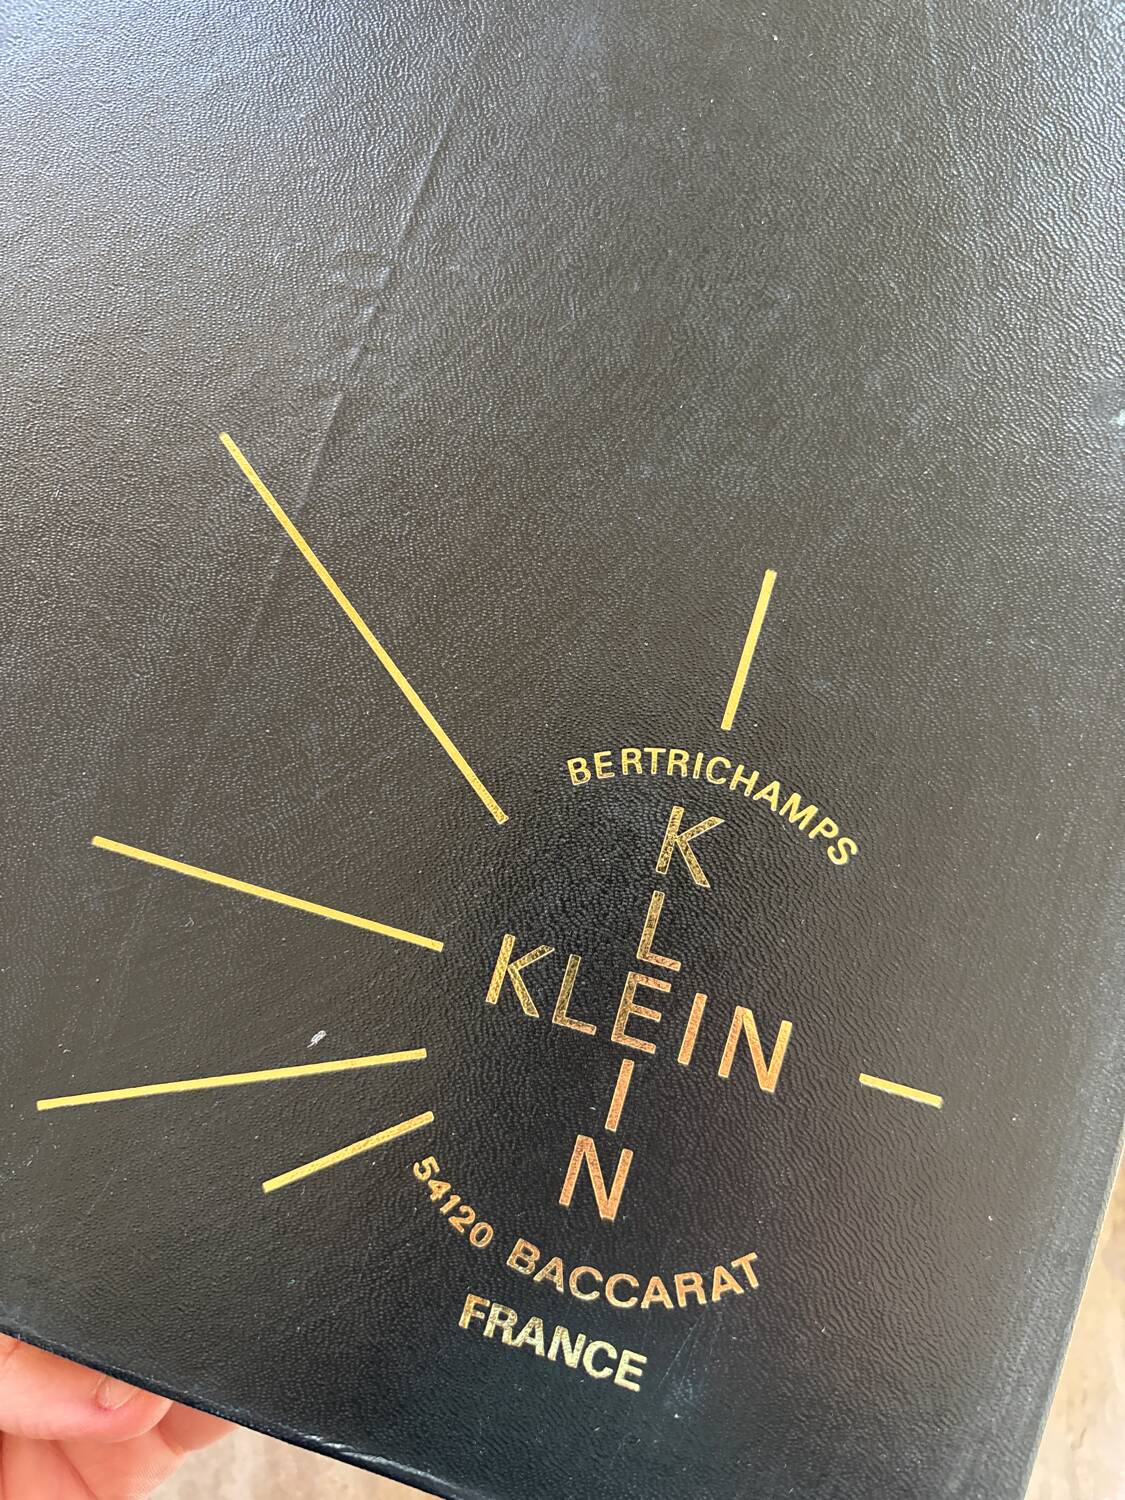 BERTRICHAMPS
KLEIN
KLEIN
54120 BACCARAT
FRANCE